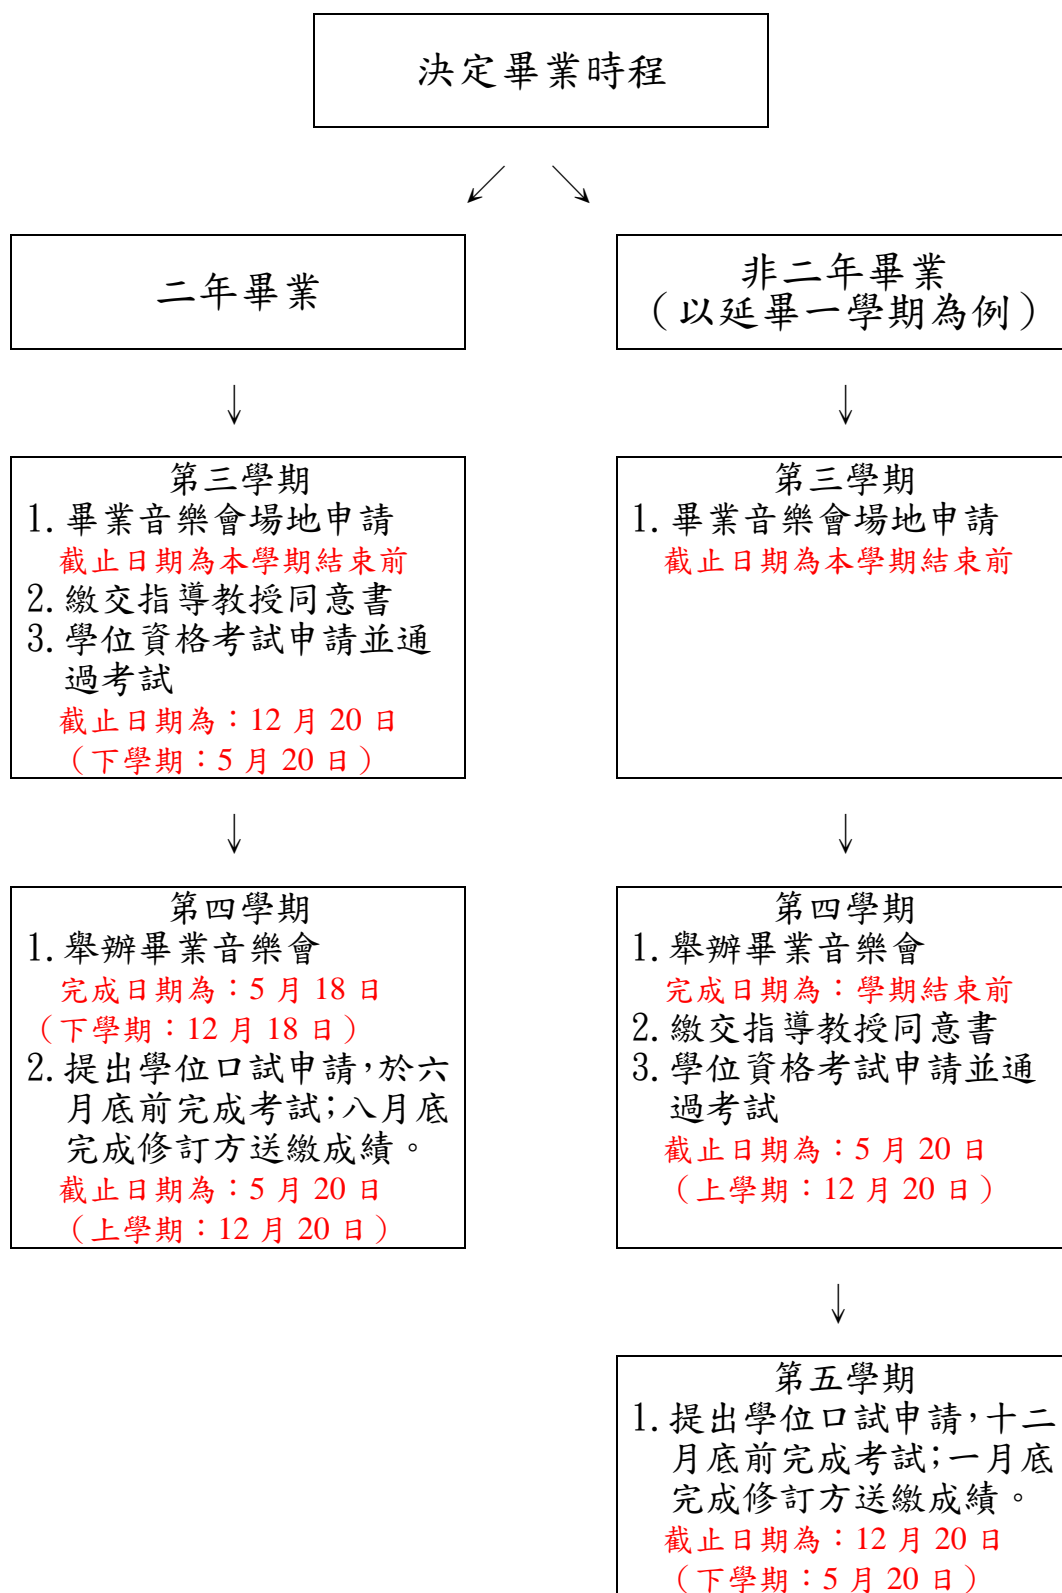 決定畢業時程
二年畢業
非二年畢業
（以延畢一學期為例）
第三學期
1. 畢業音樂會場地申請
截止日期為本學期結束前
2. 繳交指導教授同意書
3. 學位資格考試申請並通
過考試
截止日期為：12 月 20 日
（下學期：5 月 20 日）
第三學期
1. 畢業音樂會場地申請
截止日期為本學期結束前
第四學期
1. 舉辦畢業音樂會
完成日期為：5 月 18 日
（下學期：12 月 18 日）
2. 提出學位口試申請，於六
月底前完成考試；八月底
完成修訂方送繳成績。
截止日期為：5 月 20 日
（上學期：12 月 20 日）
第四學期
1. 舉辦畢業音樂會
完成日期為：學期結束前
2. 繳交指導教授同意書
3. 學位資格考試申請並通
過考試
截止日期為：5 月 20 日
（上學期：12 月 20 日）
第五學期
1. 提出學位口試申請，十二
月底前完成考試；一月底
完成修訂方送繳成績。
截止日期為：12 月 20 日
（下學期：5 月 20 日）